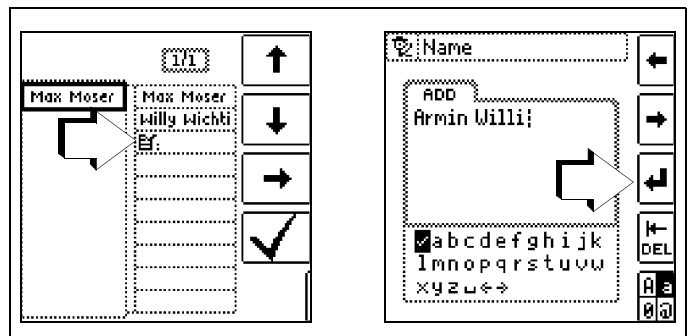 1/1
Max Moser
Max Moser
Willy Wichti
Name
ADD
Armin Willi
abcdefghijk
lmnopqrstuvw
xyz
DEL
A a
0 @